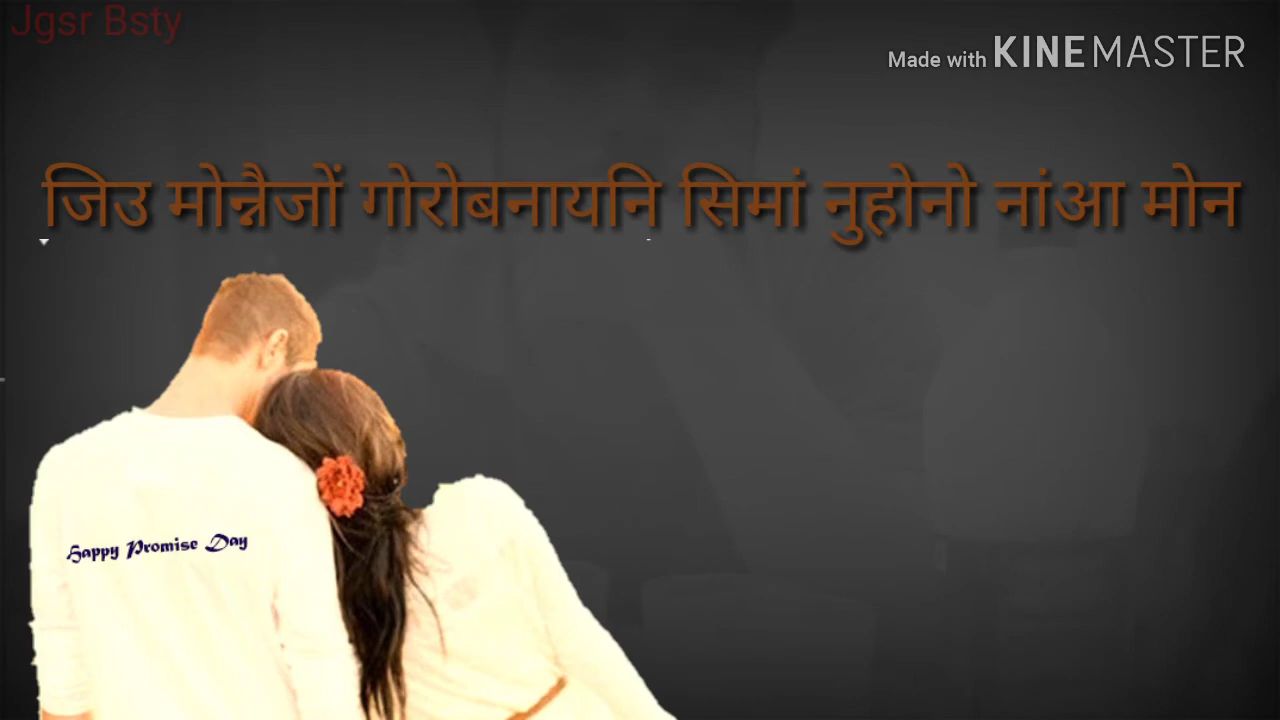 Jgsr Bsty
Made with KINEMASTER
जिउ मोन्नैजों गोरोबनायनि सिमां नुहोनो नांआ मोन
Happy Promise Day